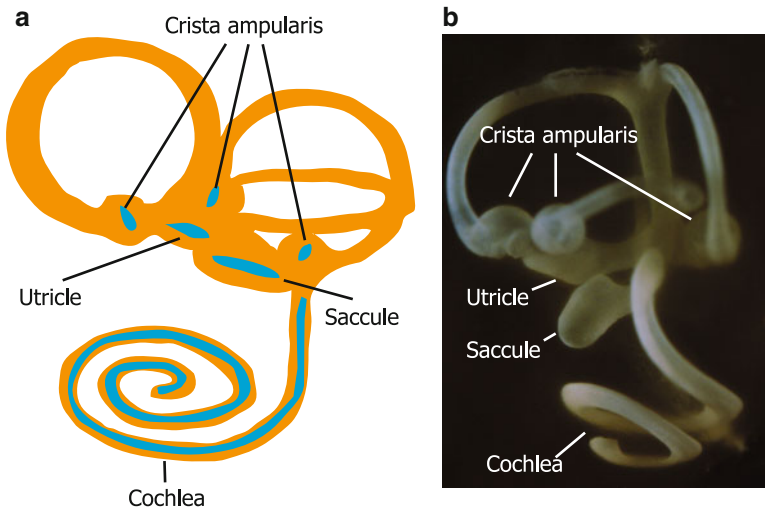 a
Crista ampularis
Utricle
Saccule
Cochlea
b
Crista ampularis
Utricle
Saccule
Cochlea